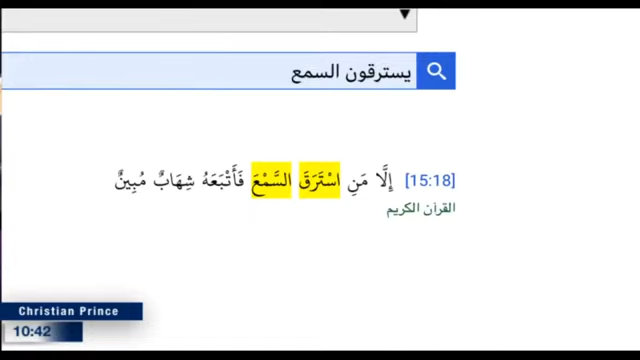 يسترقون السمع
[15:18] إِلَّا مَنِ اسْتَرَقَ السَّمْعَ فَأَتْبَعَهُ شِهَابٌ مُبِينٌ
القرآن الكريم
Christian Prince
10:42